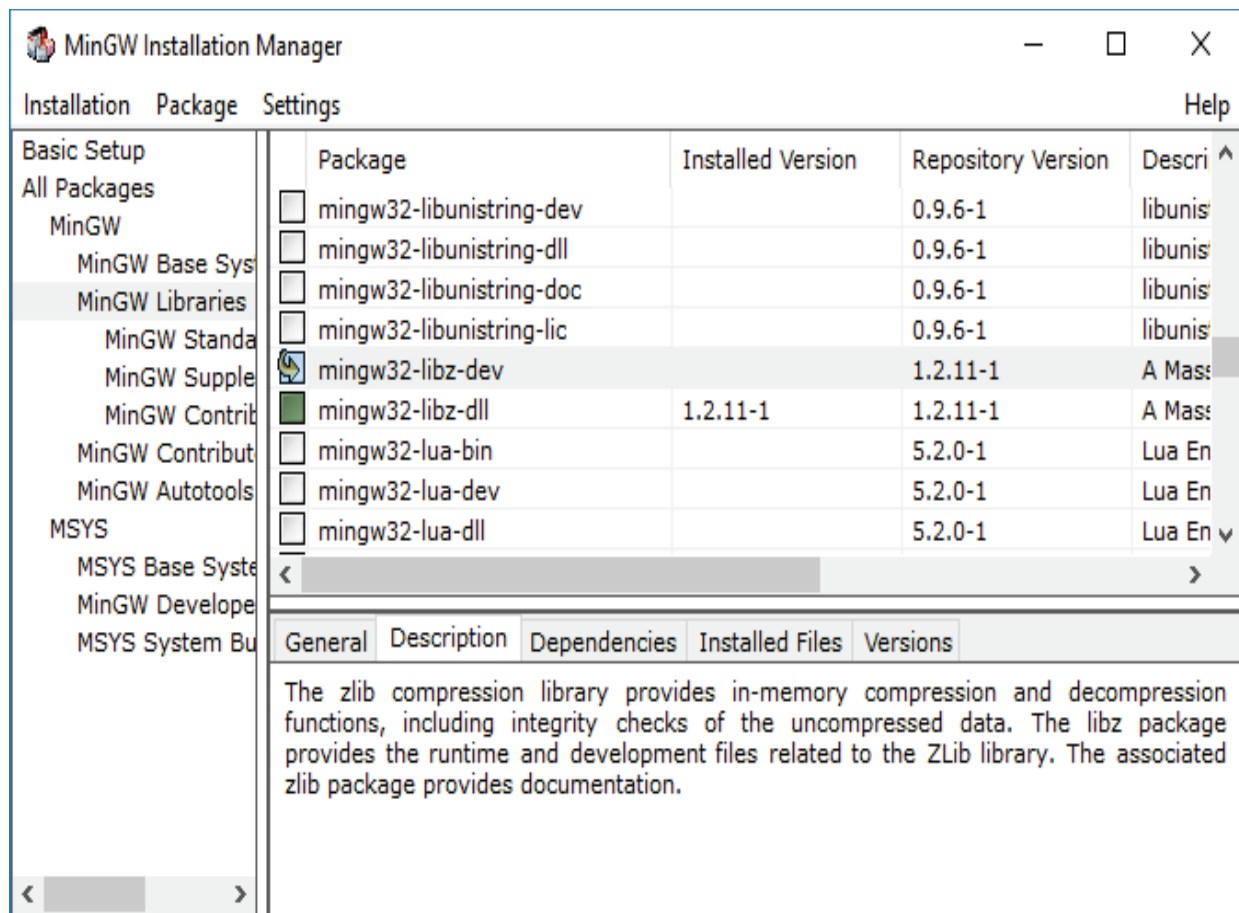 MinGW Installation Manager
Installation Package Settings Help
Basic Setup
All Packages
MinGW
MinGW Base Syst
MinGW Libraries
MinGW Standa
MinGW Supple
MinGW Contrib
MinGW Contribut
MinGW Autotools
MSYS
MSYS Base Syste
MinGW Develope
MSYS System Bu
Package Installed Version Repository Version Descri
mingw32-libunistring-dev 0.9.6-1 libunist
mingw32-libunistring-dll 0.9.6-1 libunist
mingw32-libunistring-doc 0.9.6-1 libunist
mingw32-libunistring-lic 0.9.6-1 libunist
mingw32-libz-dev 1.2.11-1 A Mass
mingw32-libz-dll 1.2.11-1 1.2.11-1 A Mass
mingw32-lua-bin 5.2.0-1 Lua En
mingw32-lua-dev 5.2.0-1 Lua En
mingw32-lua-dll 5.2.0-1 Lua En
General Description Dependencies Installed Files Versions
The zlib compression library provides in-memory compression and decompression
functions, including integrity checks of the uncompressed data. The libz package
provides the runtime and development files related to the ZLib library. The associated
zlib package provides documentation.